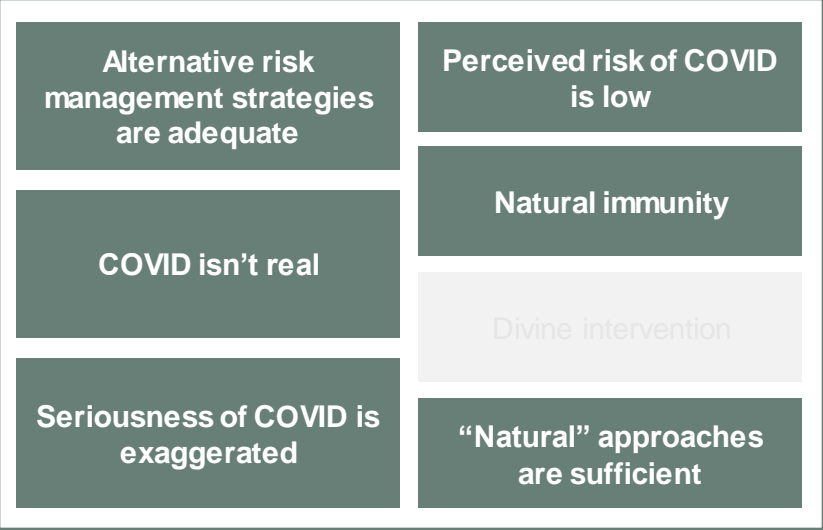 Alternative risk
management strategies
are adequate
COVID isn’t real
Seriousness of COVID is
exaggerated
Perceived risk of COVID
is low
Natural immunity
Divine intervention
“Natural” approaches
are sufficient